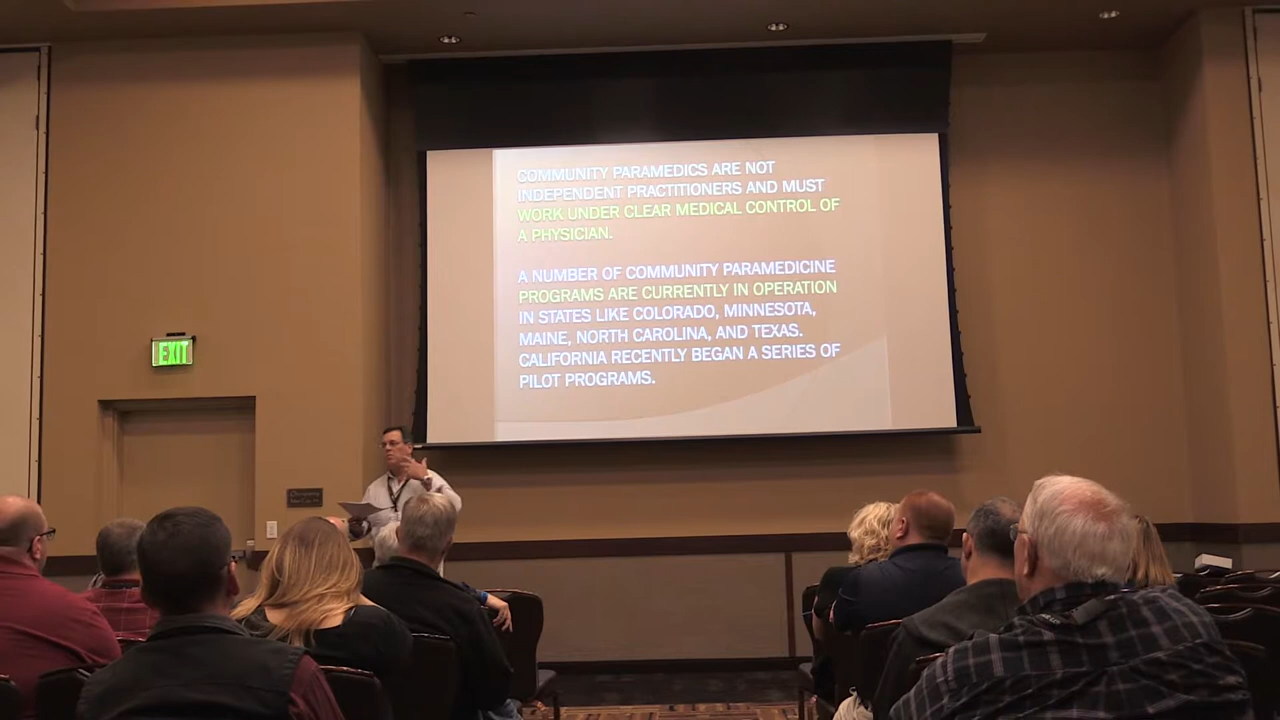 COMMUNITY PARAMEDICS ARE NOT
INDEPENDENT PRACTITIONERS AND MUST
WORK UNDER CLEAR MEDICAL CONTROL OF
A PHYSICIAN.
A NUMBER OF COMMUNITY PARAMEDICINE
PROGRAMS ARE CURRENTLY IN OPERATION
IN STATES LIKE COLORADO, MINNESOTA,
MAINE, NORTH CAROLINA, AND TEXAS.
CALIFORNIA RECENTLY BEGAN A SERIES OF
PILOT PROGRAMS.
EXIT